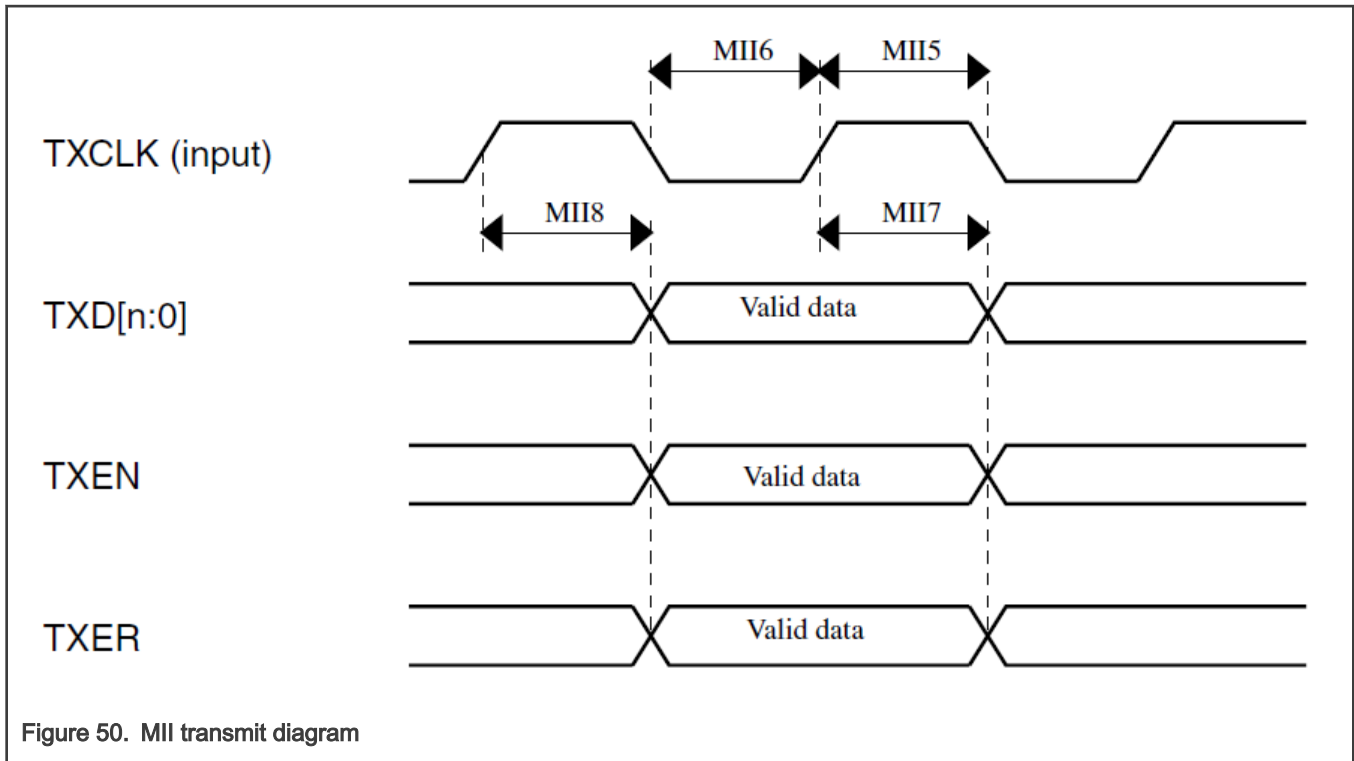 MII6 MII5
TXCLK (input)
MII8 MII7
TXD[n:0] Valid data
TXEN Valid data
TXER Valid data
Figure 50. MII transmit diagram